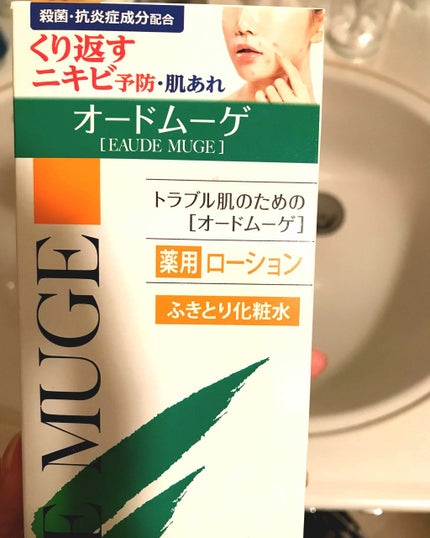 殺菌・抗炎症成分配合
くり返す
ニキビ予防・肌あれ
オードムーゲ
[EAUDE MUGE]
トラブル肌のための
[オードムーゲ]
薬用 ローション
ふきとり化粧水
E MUGE